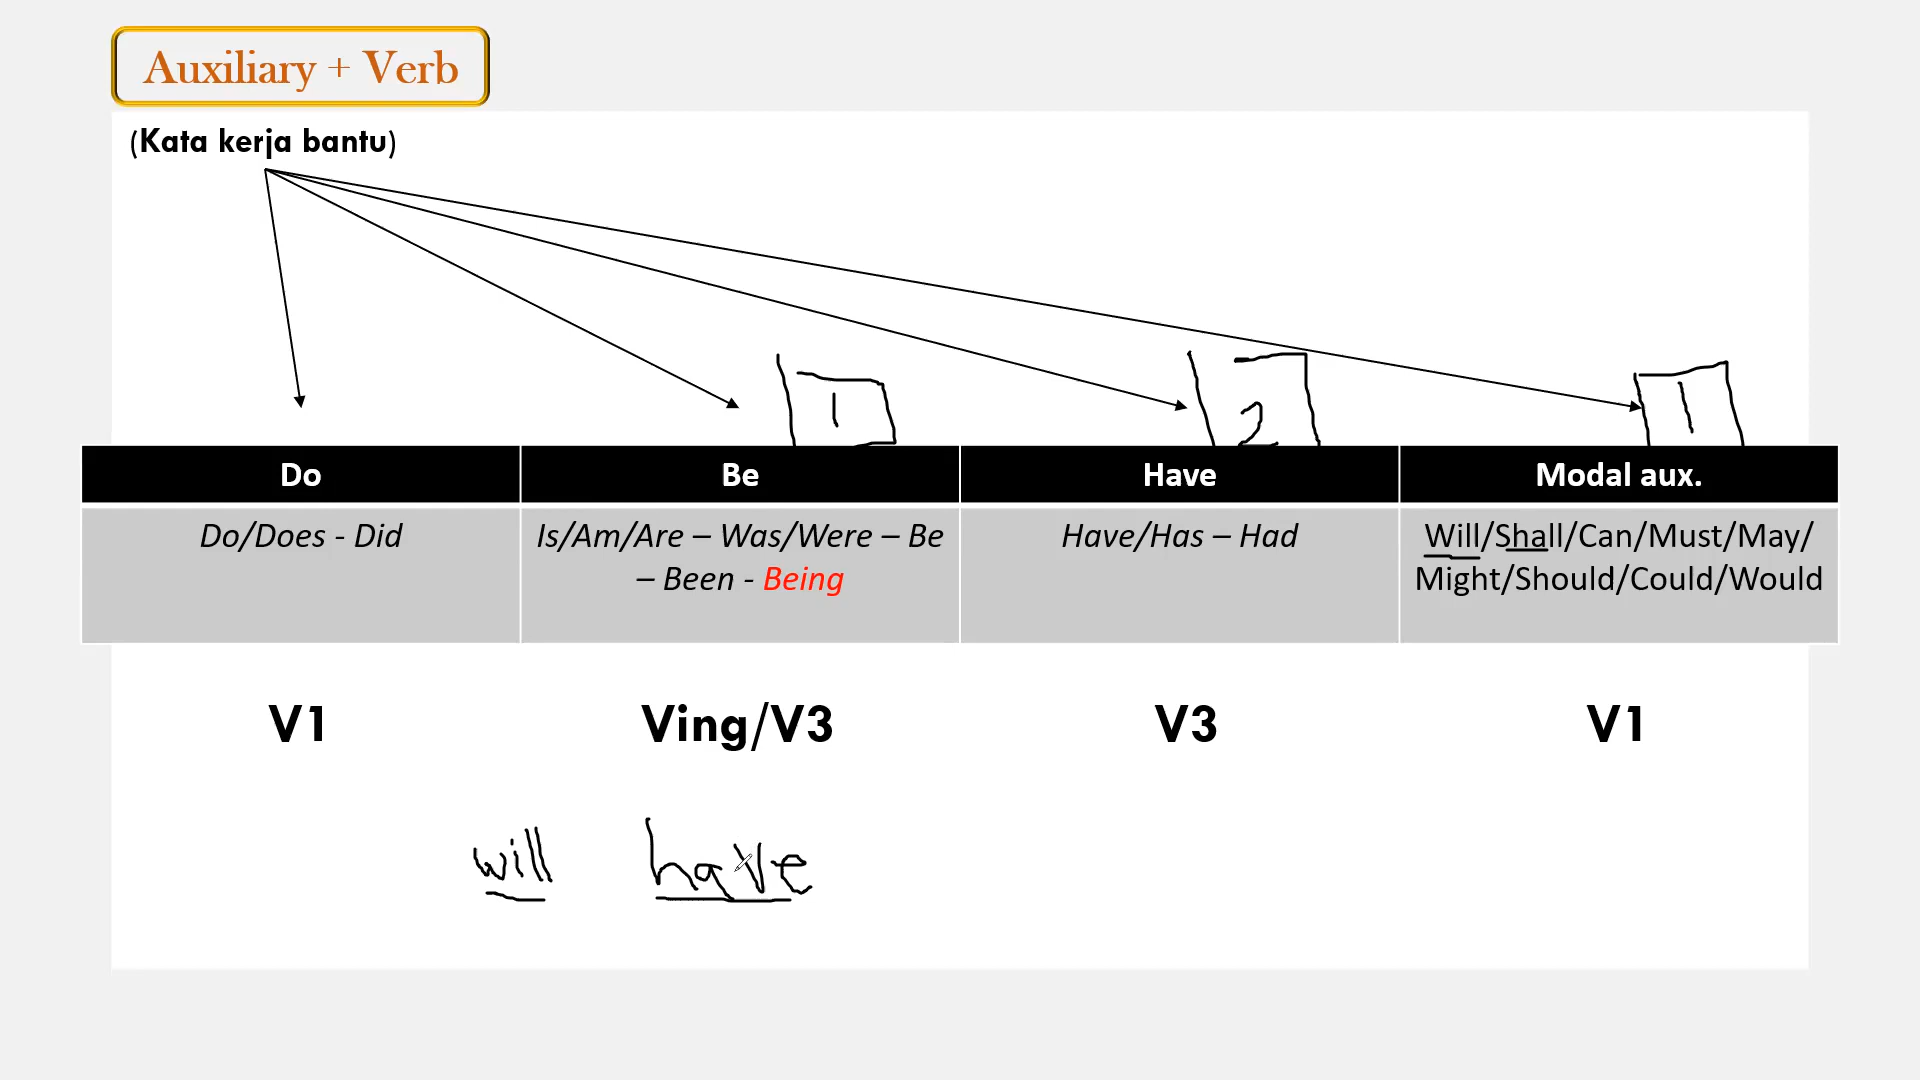 Auxiliary + Verb
(Kata kerja bantu)
1 2 1
Do Be Have Modal aux.
Do/Does - Did Is/Am/Are – Was/Were – Be Have/Has – Had Will/Shall/Can/Must/May/
– Been - Being Might/Should/Could/Would
V1 Ving/V3 V3 V1
will have